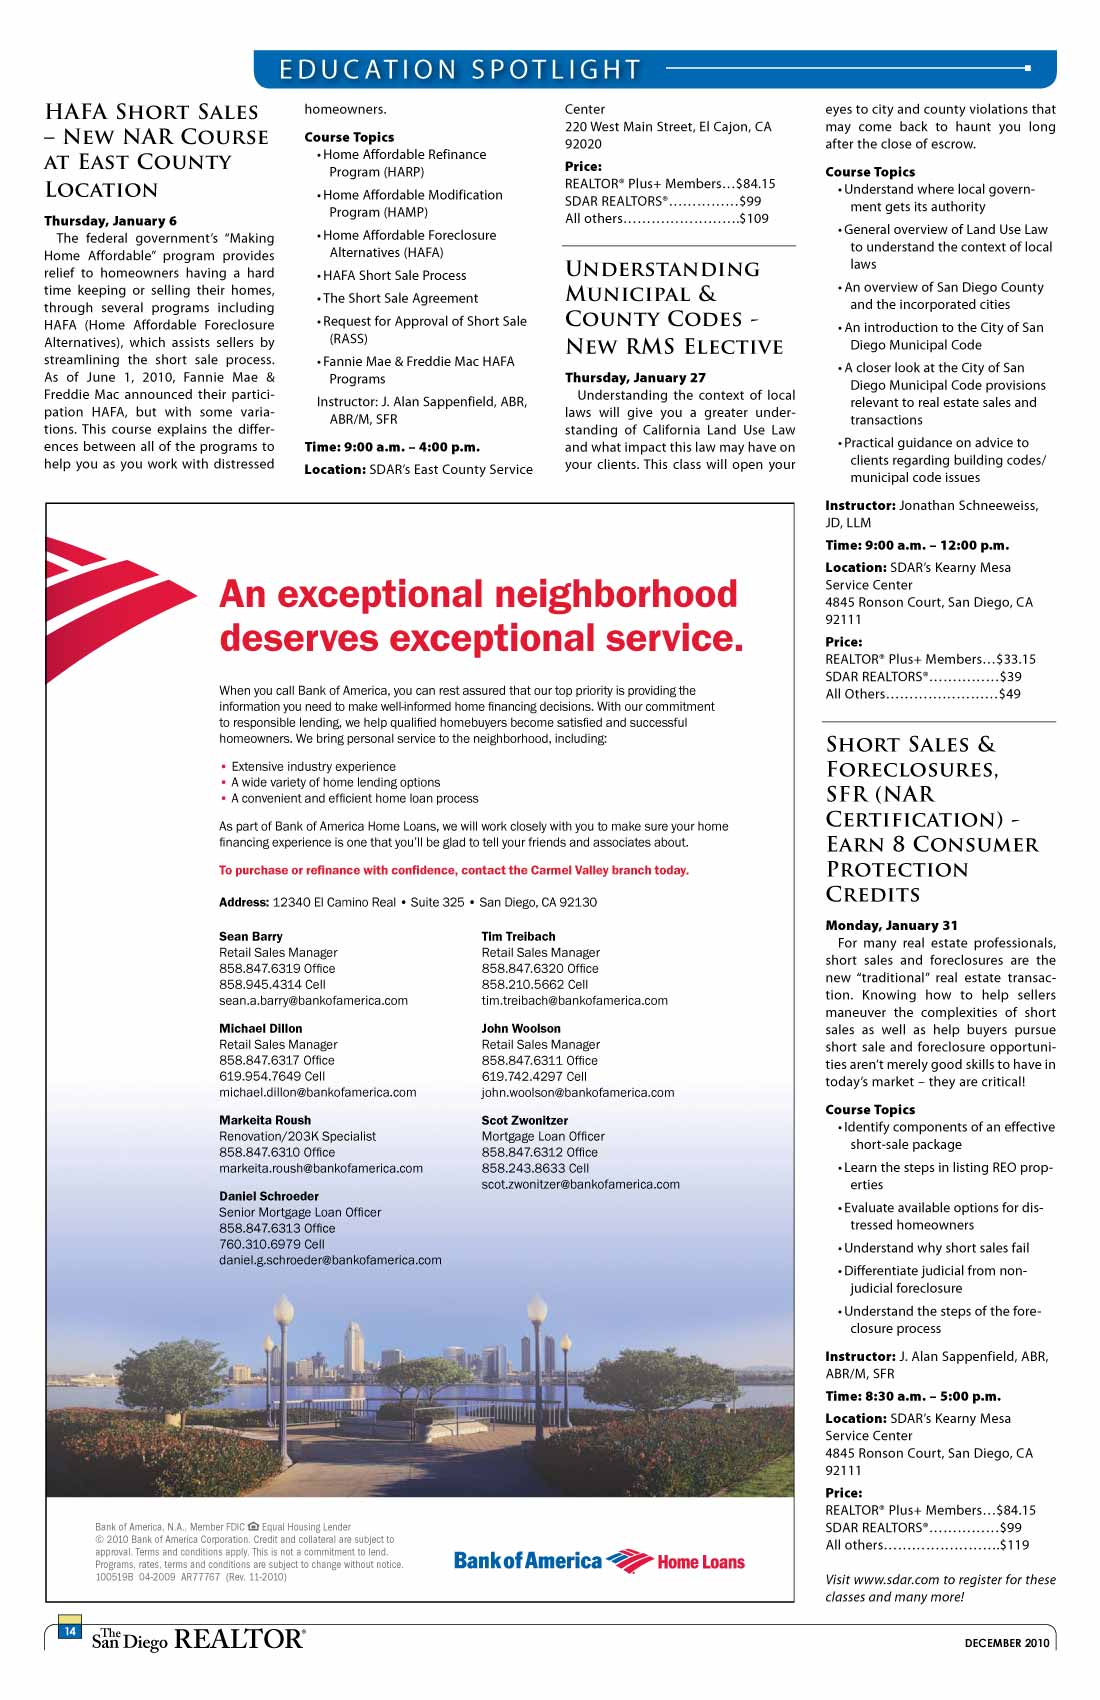 EDUCATION SPOTLIGHT
HAFA Short Sales
– New NAR Course
at East County
Location
Thursday, January 6
The federal government's "Making
Home Affordable" program provides
relief to homeowners having a hard
time keeping or selling their homes,
through several programs including
HAFA (Home Affordable Foreclosure
Alternatives), which assists sellers by
streamlining the short sale process.
As of June 1, 2010, Fannie Mae &
Freddie Mac announced their partici-
pation HAFA, but with some varia-
tions. This course explains the differ-
ences between all of the programs to
help you as you work with distressed
homeowners.
Course Topics
• Home Affordable Refinance
Program (HARP)
• Home Affordable Modification
Program (HAMP)
• Home Affordable Foreclosure
Alternatives (HAFA)
• HAFA Short Sale Process
• The Short Sale Agreement
• Request for Approval of Short Sale
(RASS)
• Fannie Mae & Freddie Mac HAFA
Programs
Instructor: J. Alan Sappenfield, ABR,
ABR/M, SFR
Time: 9:00 a.m. – 4:00 p.m.
Location: SDAR's East County Service
Center
220 West Main Street, El Cajon, CA
92020
Price:
REALTOR® Plus+ Members…$84.15
SDAR REALTORS®……………$99
All others…………………….$109
Understanding
Municipal &
County Codes -
New RMS Elective
Thursday, January 27
Understanding the context of local
laws will give you a greater under-
standing of California Land Use Law
and what impact this law may have on
your clients. This class will open your
eyes to city and county violations that
may come back to haunt you long
after the close of escrow.
Course Topics
• Understand where local govern-
ment gets its authority
• General overview of Land Use Law
to understand the context of local
laws
• An overview of San Diego County
and the incorporated cities
• An introduction to the City of San
Diego Municipal Code
• A closer look at the City of San
Diego Municipal Code provisions
relevant to real estate sales and
transactions
• Practical guidance on advice to
clients regarding building codes/
municipal code issues
Instructor: Jonathan Schneeweiss,
JD, LLM
Time: 9:00 a.m. – 12:00 p.m.
Location: SDAR's Kearny Mesa
Service Center
4845 Ronson Court, San Diego, CA
92111
Price:
REALTOR® Plus+ Members…$33.15
SDAR REALTORS®……………$39
All Others……………………$49
Short Sales &
Foreclosures,
SFR (NAR
Certification) -
Earn 8 Consumer
Protection
Credits
Monday, January 31
For many real estate professionals,
short sales and foreclosures are the
new "traditional" real estate transac-
tion. Knowing how to help sellers
maneuver the complexities of short
sales as well as help buyers pursue
short sale and foreclosure opportuni-
ties aren't merely good skills to have in
today's market – they are critical!
Course Topics
• Identify components of an effective
short-sale package
• Learn the steps in listing REO prop-
erties
• Evaluate available options for dis-
tressed homeowners
• Understand why short sales fail
• Differentiate judicial from non-
judicial foreclosure
• Understand the steps of the fore-
closure process
Instructor: J. Alan Sappenfield, ABR,
ABR/M, SFR
Time: 8:30 a.m. – 5:00 p.m.
Location: SDAR's Kearny Mesa
Service Center
4845 Ronson Court, San Diego, CA
92111
Price:
REALTOR® Plus+ Members…$84.15
SDAR REALTORS®……………$99
All others…………………….$119
Visit www.sdar.com to register for these
classes and many more!
An exceptional neighborhood
deserves exceptional service.
When you call Bank of America, you can rest assured that our top priority is providing the
information you need to make well-informed home financing decisions. With our commitment
to responsible lending, we help qualified homebuyers become satisfied and successful
homeowners. We bring personal service to the neighborhood, including:
• Extensive industry experience
• A wide variety of home lending options
• A convenient and efficient home loan process
As part of Bank of America Home Loans, we will work closely with you to make sure your home
financing experience is one that you'll be glad to tell your friends and associates about.
To purchase or refinance with confidence, contact the Carmel Valley branch today.
Address: 12340 El Camino Real • Suite 325 • San Diego, CA 92130
Sean Barry
Retail Sales Manager
858.847.6319 Office
858.945.4314 Cell
sean.a.barry@bankofamerica.com
Michael Dillon
Retail Sales Manager
858.847.6317 Office
619.954.7649 Cell
michael.dillon@bankofamerica.com
Markeita Roush
Renovation/203K Specialist
858.847.6310 Office
markeita.roush@bankofamerica.com
Daniel Schroeder
Senior Mortgage Loan Officer
858.847.6313 Office
760.310.6979 Cell
daniel.g.schroeder@bankofamerica.com
Tim Treibach
Retail Sales Manager
858.847.6320 Office
858.210.5662 Cell
tim.treibach@bankofamerica.com
John Woolson
Retail Sales Manager
858.847.6311 Office
619.742.4297 Cell
john.woolson@bankofamerica.com
Scot Zwonitzer
Mortgage Loan Officer
858.847.6312 Office
858.243.8633 Cell
scot.zwonitzer@bankofamerica.com
Bank of America, N.A., Member FDIC Equal Housing Lender
© 2010 Bank of America Corporation. Credit and collateral are subject to
approval. Terms and conditions apply. This is not a commitment to lend.
Programs, rates, terms and conditions are subject to change without notice.
100519B 04-2009 AR77767 (Rev. 11-2010)
Bank of America Home Loans
14
The San Diego REALTOR®
DECEMBER 2010